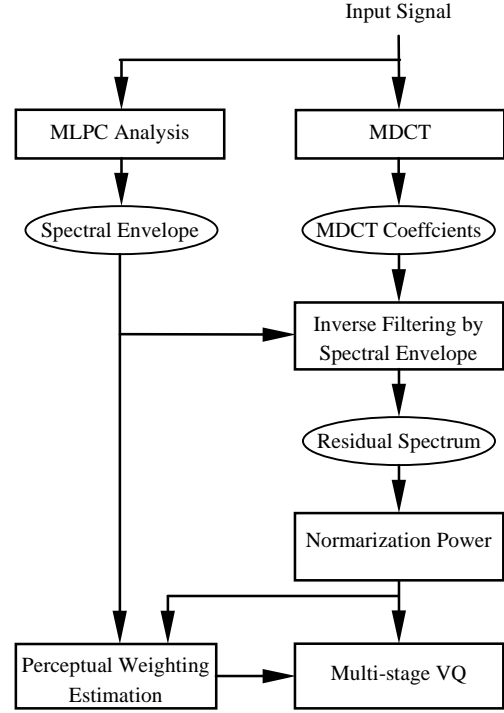 Input Signal
MLPC Analysis
MDCT
Spectral Envelope
MDCT Coeffcients
Inverse Filtering by
Spectral Envelope
Residual Spectrum
Normarization Power
Perceptual Weighting
Estimation
Multi-stage VQ